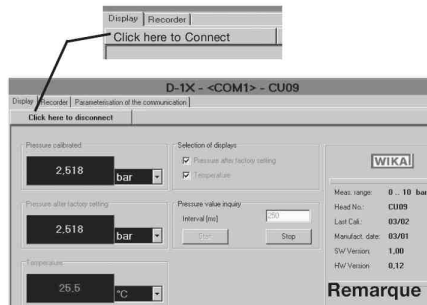 Display Recorder
Click here to Connect
D-1X - <COM1> - CU09
Display Recorder Parameterisation of the communication
Click here to disconnect
Pressure calibrated
2,518 bar
Pressure after factory setting
2,518 bar
Temperature
25,5 °C
Selection of displays
Pressure after factory setting
Temperature
Pressure value inquiry
Interval [ms] 250
Start Stop
WIKA
Meas. range: 0 .. 10 bar
Head No.: CU09
Last Cal.: 03/02
Manufact. date: 03/01
SW Version 1,00
HW Version 0,12
Remarque